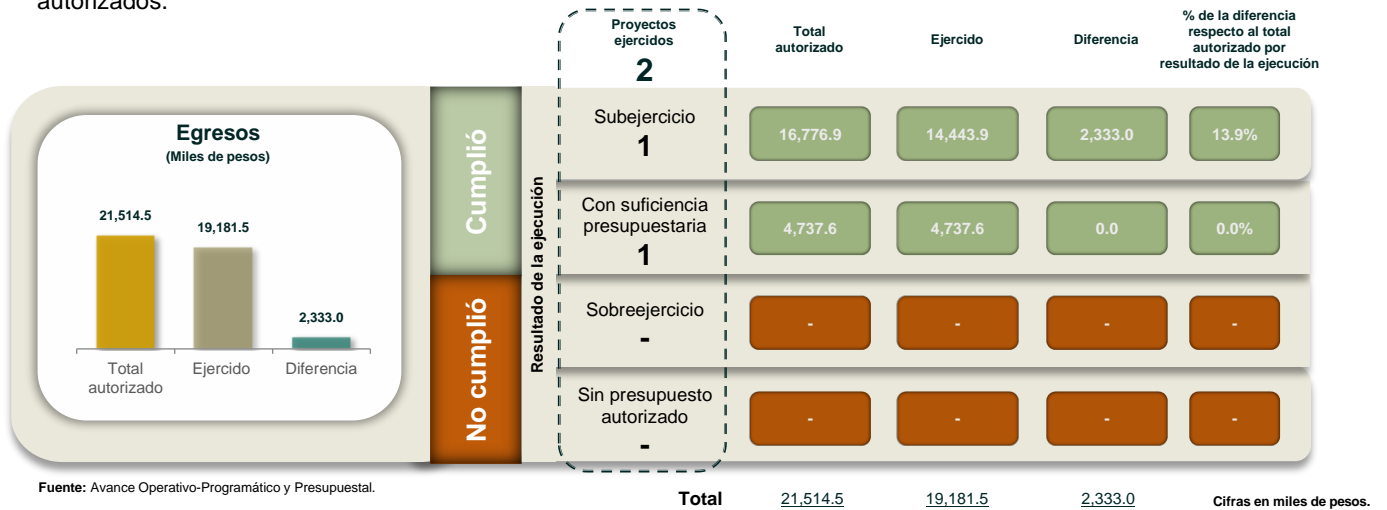 autorizados.
Proyectos
ejercidos
2
Total
autorizado
Ejercido
Diferencia
% de la diferencia
respecto al total
autorizado por
resultado de la ejecución
Egresos
(Miles de pesos)
21,514.5
19,181.5
2,333.0
Total
autorizado
Ejercido
Diferencia
Cumplió
No cumplió
Resultado de la ejecución
Subejercicio
1
16,776.9
14,443.9
2,333.0
13.9%
Con suficiencia
presupuestaria
1
4,737.6
4,737.6
0.0
0.0%
Sobreejercicio
-
-
-
-
-
Sin presupuesto
autorizado
-
-
-
-
-
Fuente: Avance Operativo-Programático y Presupuestal.
Total
21,514.5
19,181.5
2,333.0
Cifras en miles de pesos.